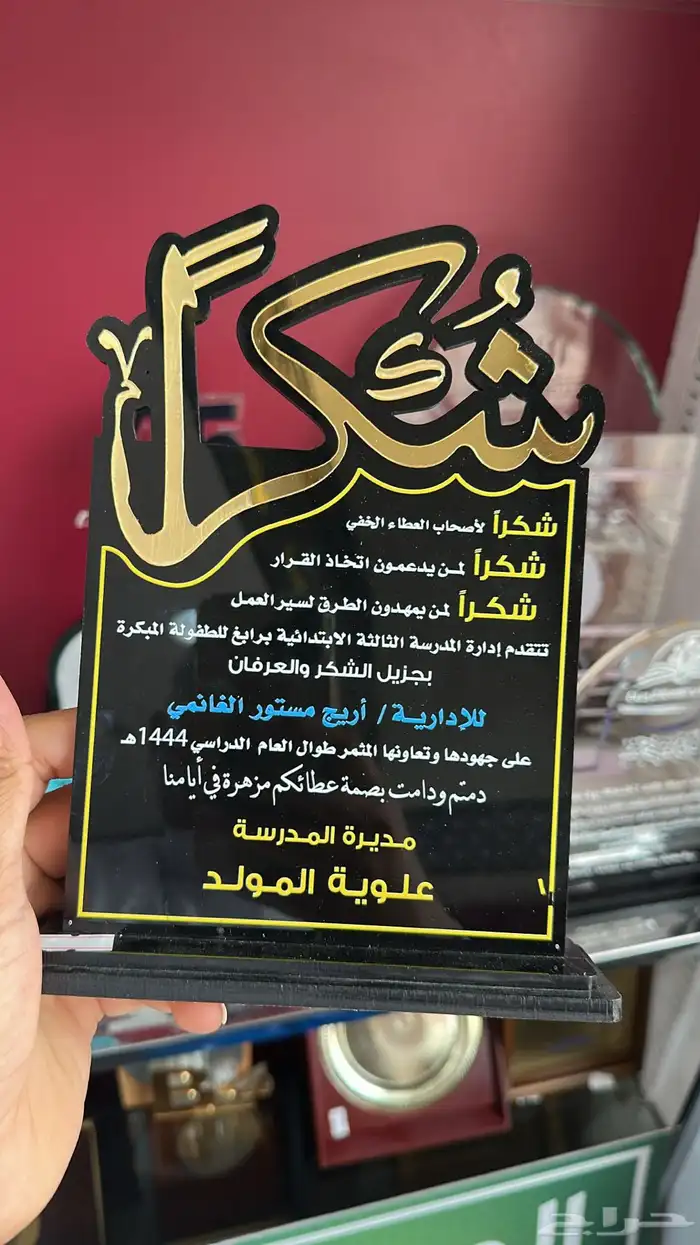 شُكراً
شكراً لأصحاب العطاء الخفي
شكراً لمن يدعمون اتخاذ القرار
شكراً لمن يمهدون الطرق لسير العمل
تتقدم إدارة المدرسة الثالثة الابتدائية برابغ للطفولة المبكرة
بجزيل الشكر والعرفان
للإدارية / أريج مستور الغانمي
على جهودها وتعاونها المثمر طوال العام الدراسي 1444هـ
دمتم ودامت بصمة عطائكم مزهرة في أيامنا
مديرة المدرسة
علوية المولد
حراج